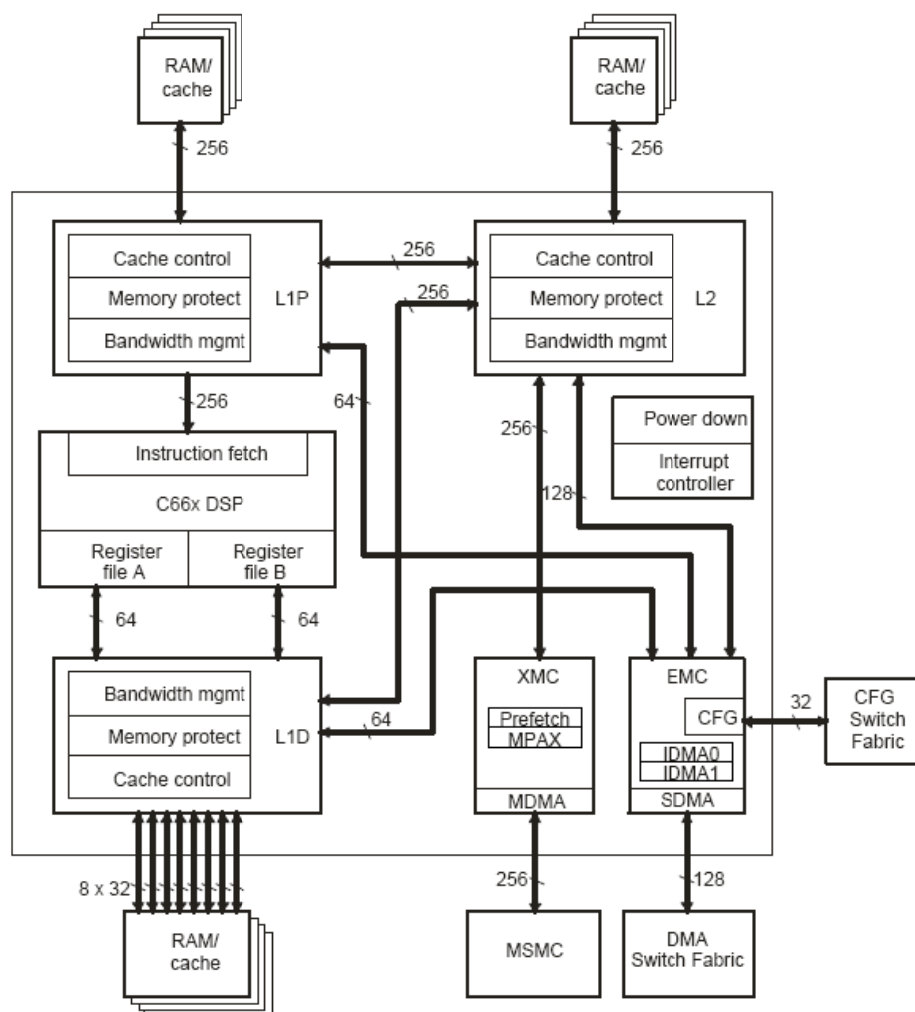 RAM/
cache
RAM/
cache
256
256
Cache control
Memory protect
Bandwidth mgmt
L1P
256
256
Cache control
Memory protect
Bandwidth mgmt
L2
256
64
256
128
Power down
Interrupt
controller
Instruction fetch
C66x DSP
Register
file A
Register
file B
64
64
Bandwidth mgmt
Memory protect
Cache control
L1D
64
XMC
Prefetch
MPAX
MDMA
EMC
CFG
IDMA0
IDMA1
SDMA
32
CFG
Switch
Fabric
8 x 32
256
128
RAM/
cache
MSMC
DMA
Switch Fabric